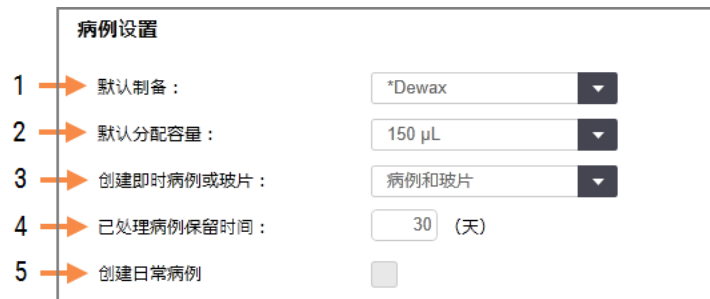 病例设置
1 默认制备： *Dewax
2 默认分配容量： 150 µL
3 创建即时病例或玻片： 病例和玻片
4 已处理病例保留时间： 30 （天）
5 创建日常病例